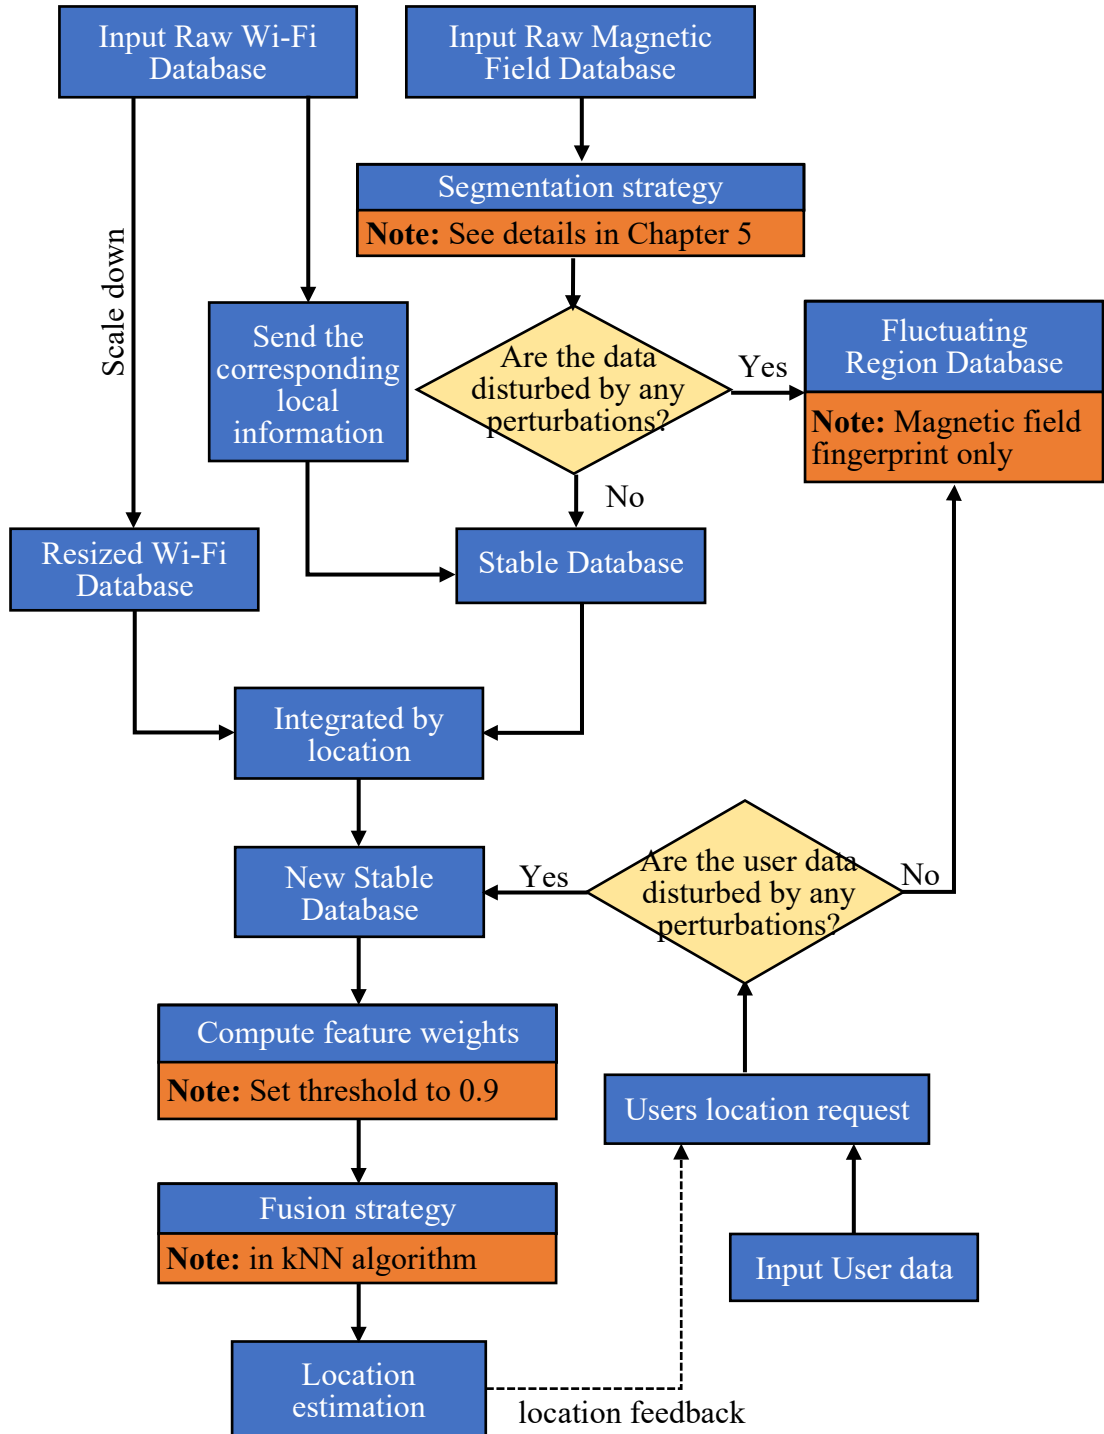 Input Raw Wi-Fi
Database
Input Raw Magnetic
Field Database
Scale down
Segmentation strategy
Note: See details in Chapter 5
Send the
corresponding
local
information
Are the data
disturbed by any
perturbations?
Yes
Fluctuating
Region Database
Note: Magnetic field
fingerprint only
No
Resized Wi-Fi
Database
Stable Database
Integrated by
location
New Stable
Database
Yes
Are the user data
disturbed by any
perturbations?
No
Compute feature weights
Note: Set threshold to 0.9
Users location request
Fusion strategy
Note: in kNN algorithm
Input User data
Location
estimation
location feedback